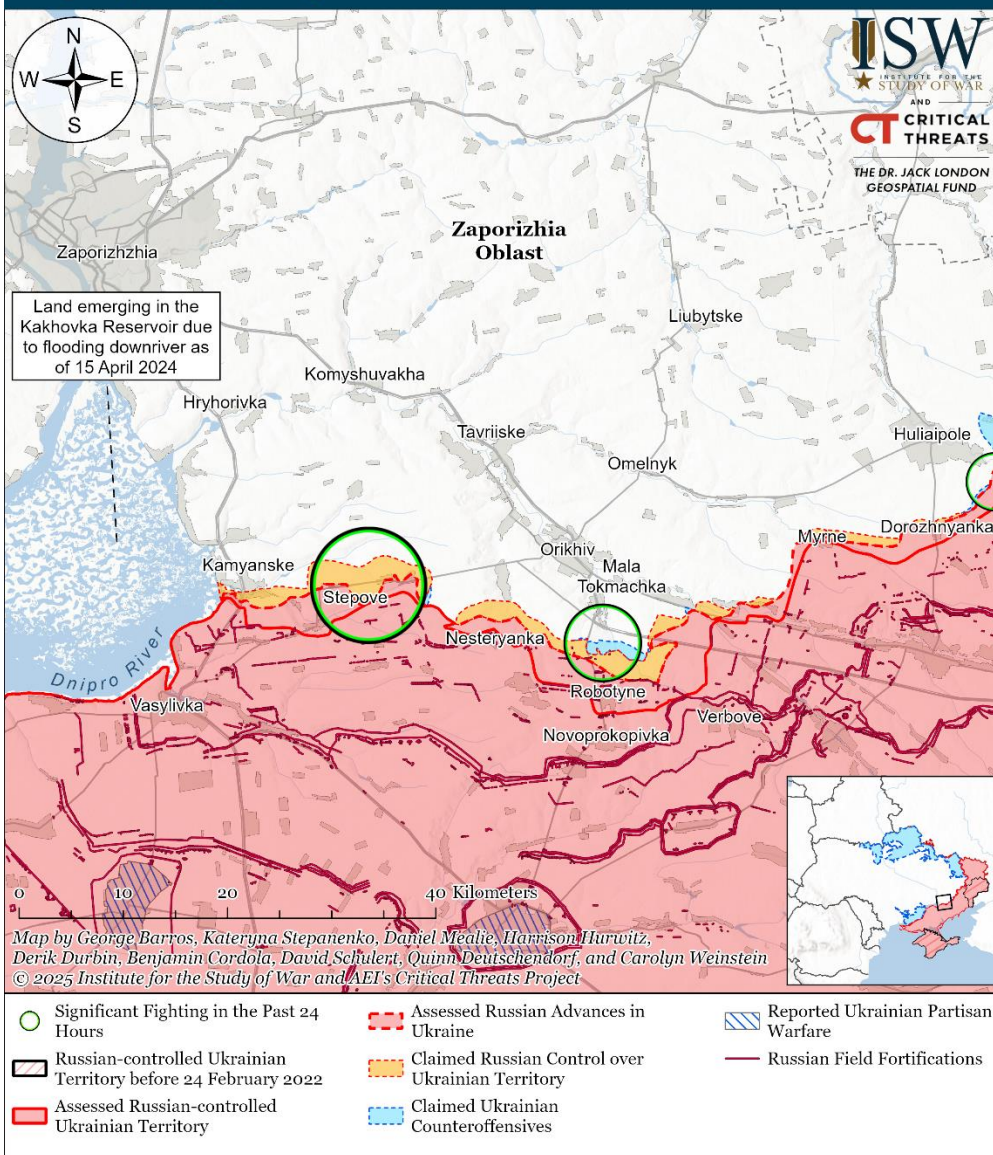 N
W E
S
ISW
INSTITUTE FOR THE
STUDY OF WAR
AND
CT CRITICAL
THREATS
THE DR. JACK LONDON
GEOSPATIAL FUND
Zaporizhia
Oblast
Zaporizhzhia
Land emerging in the
Kakhovka Reservoir due
to flooding downriver as
of 15 April 2024
Liubytske
Komyshuvakha
Hryhorivka
Tavriiske
Huliaipole
Omelnyk
Dorozhnyanka
Myrne
Orikhiv
Kamyanske
Mala
Tokmachka
Stepove
Nesteryanka
Robotyne
Dnipro River
Vasylivka
Verbove
Novoprokopivka
0 10 20 40 Kilometers
Map by George Barros, Kateryna Stepanenko, Daniel Mealie, Harrison Hurwitz,
Derik Durbin, Benjamin Cordola, David Schulert, Quinn Deutschendorf, and Carolyn Weinstein
© 2025 Institute for the Study of War and AEI's Critical Threats Project
Significant Fighting in the Past 24
Hours
Russian-controlled Ukrainian
Territory before 24 February 2022
Assessed Russian-controlled
Ukrainian Territory
Assessed Russian Advances in
Ukraine
Claimed Russian Control over
Ukrainian Territory
Claimed Ukrainian
Counteroffensives
Reported Ukrainian Partisan
Warfare
Russian Field Fortifications